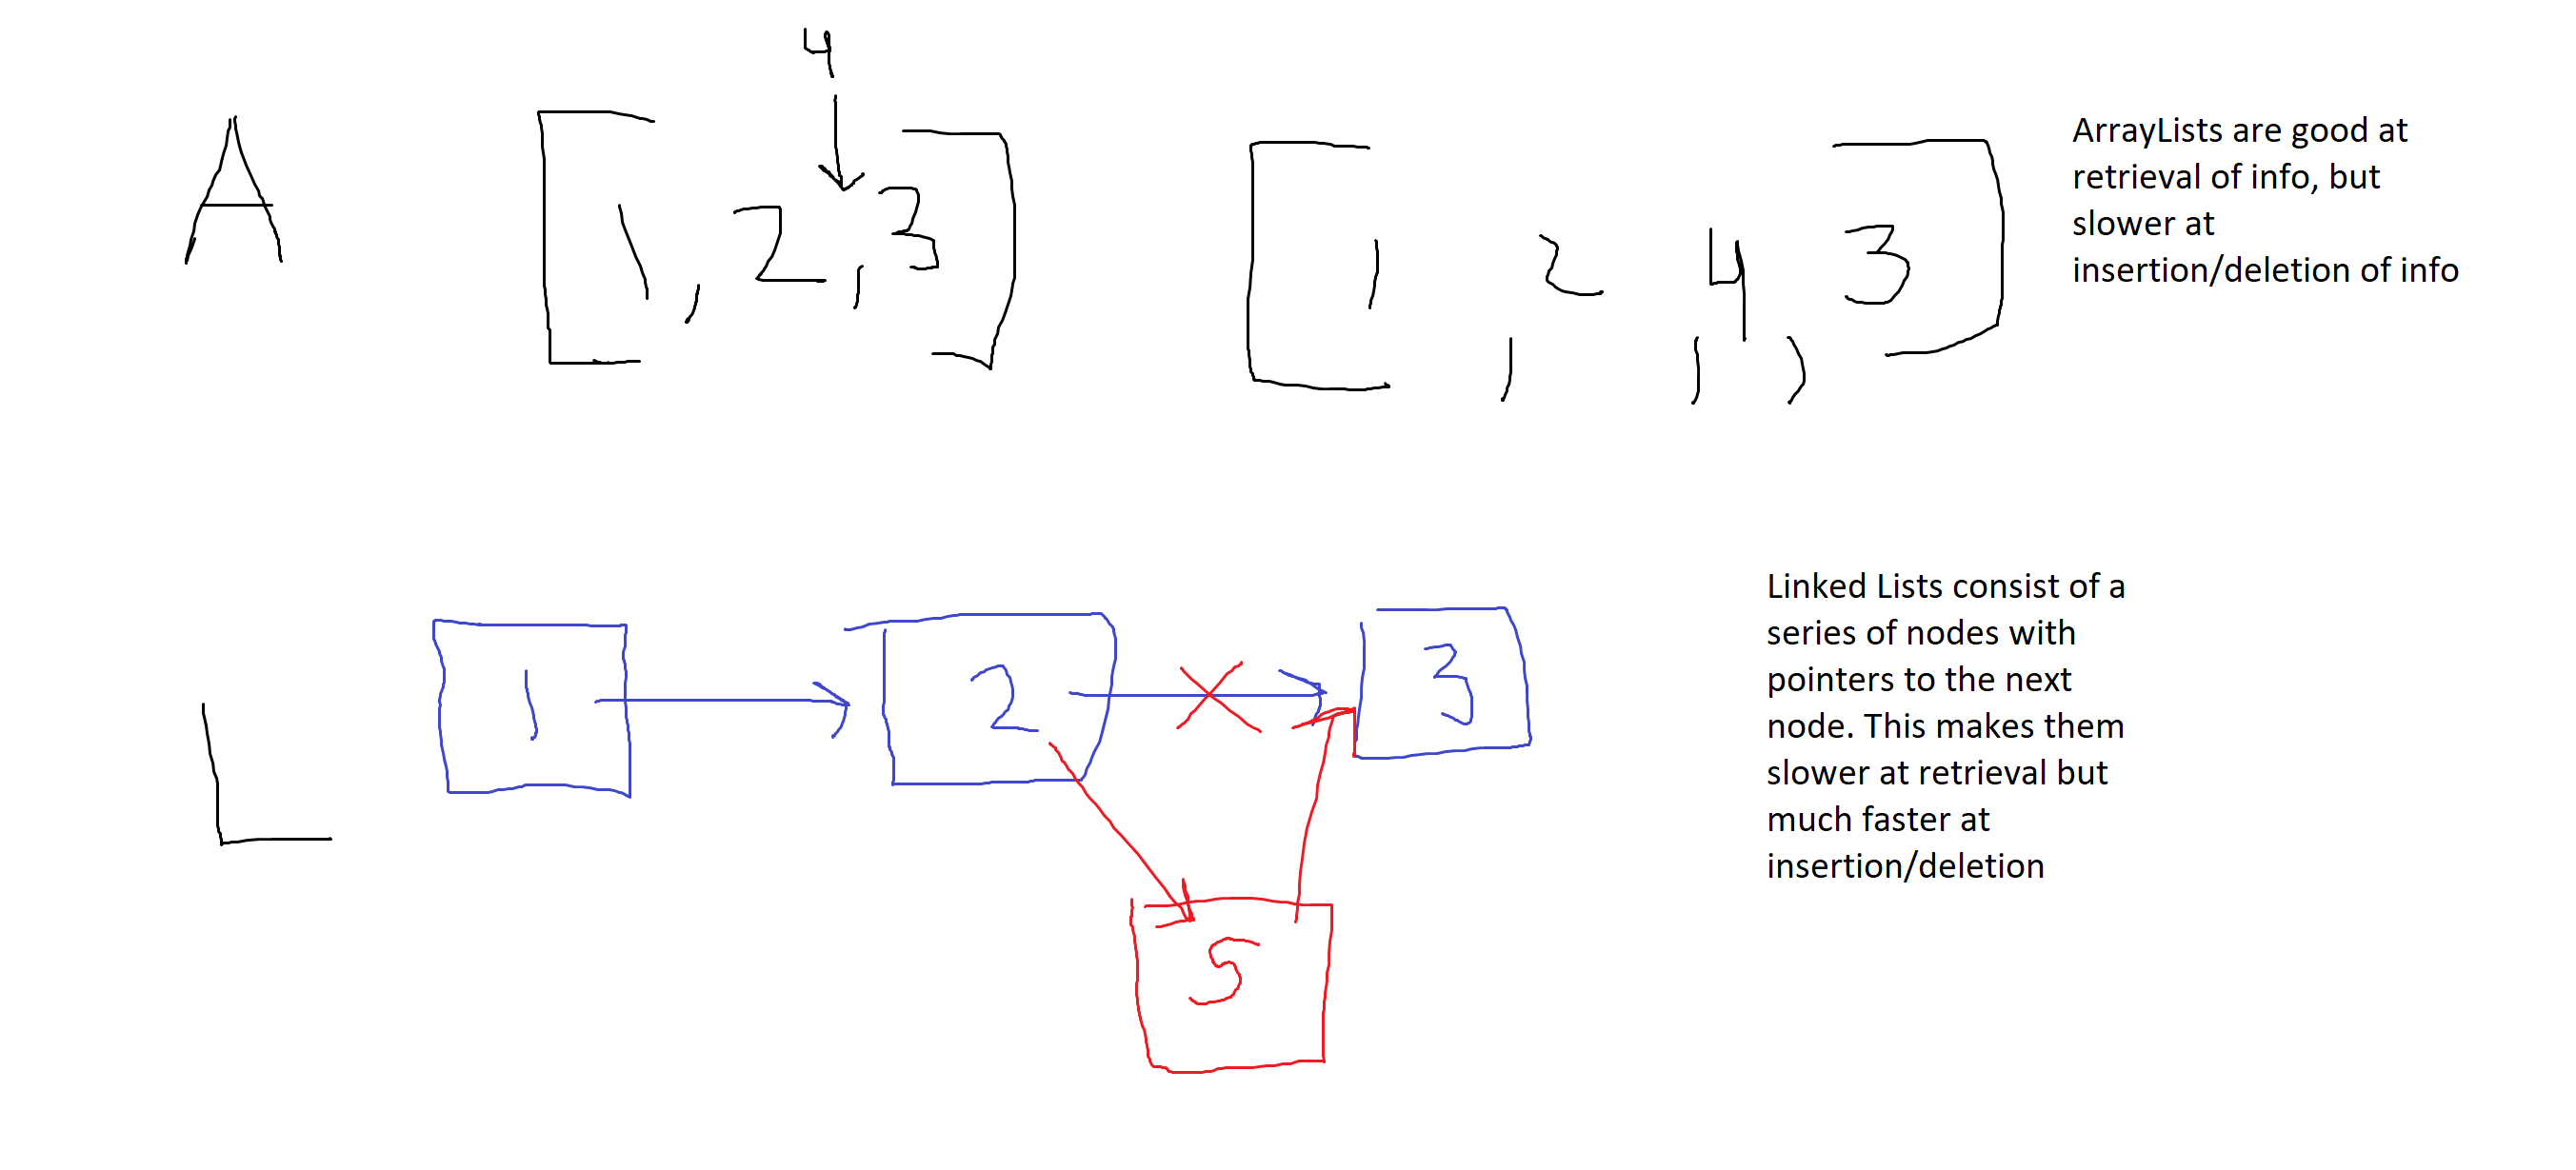 4
A
[1, 2, 3]
[1, 2, 4, 3]
ArrayLists are good at
retrieval of info, but
slower at
insertion/deletion of info
L
1
2
3
5
Linked Lists consist of a
series of nodes with
pointers to the next
node. This makes them
slower at retrieval but
much faster at
insertion/deletion